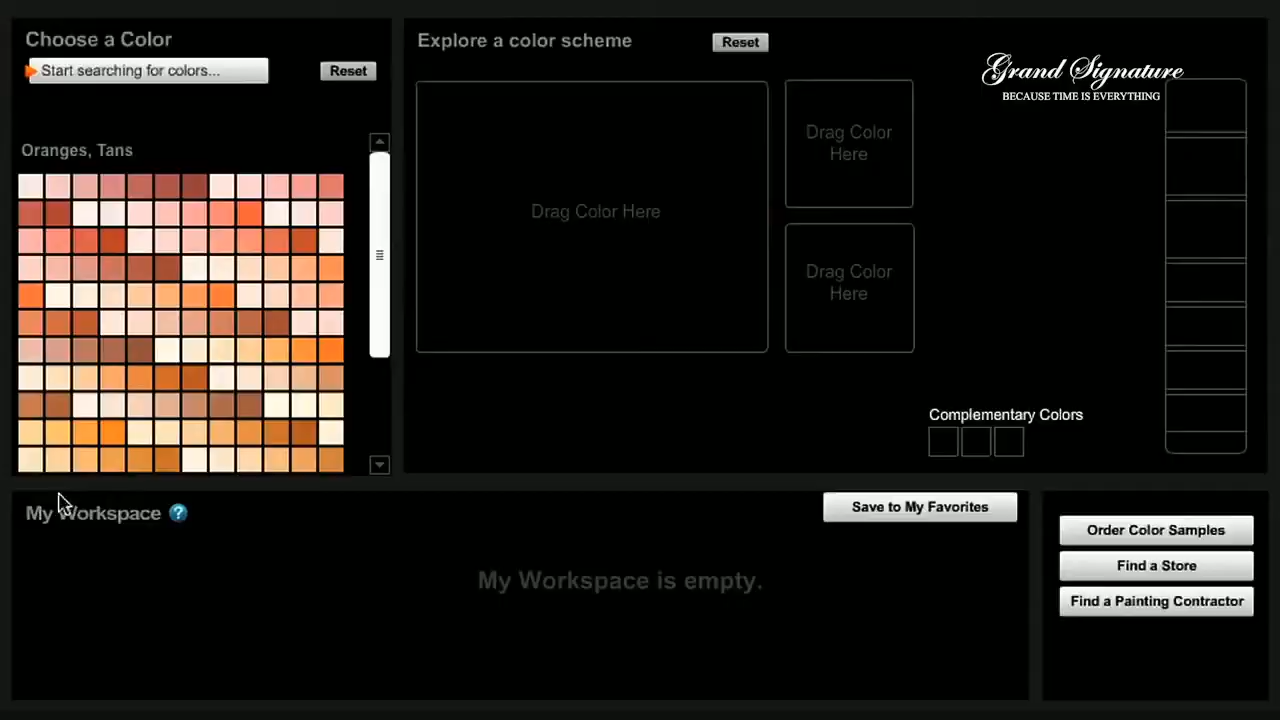 Choose a Color
Start searching for colors...
Reset
Oranges, Tans
Explore a color scheme
Reset
Drag Color Here
Drag Color
Here
Drag Color
Here
Grand Signature
BECAUSE TIME IS EVERYTHING
Complementary Colors
My Workspace ?
Save to My Favorites
My Workspace is empty.
Order Color Samples
Find a Store
Find a Painting Contractor